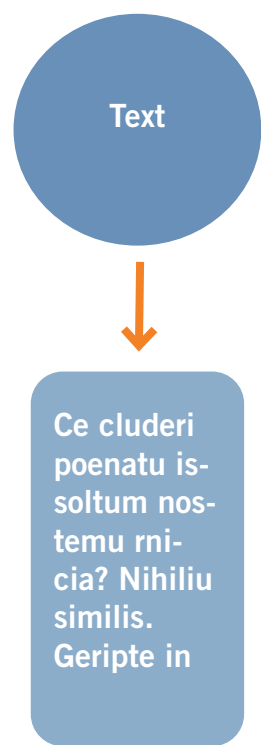 Text
Ce cluderi
poenatu is-
soltum nos-
temu rni-
cia? Nihiliu
similis.
Geripte in